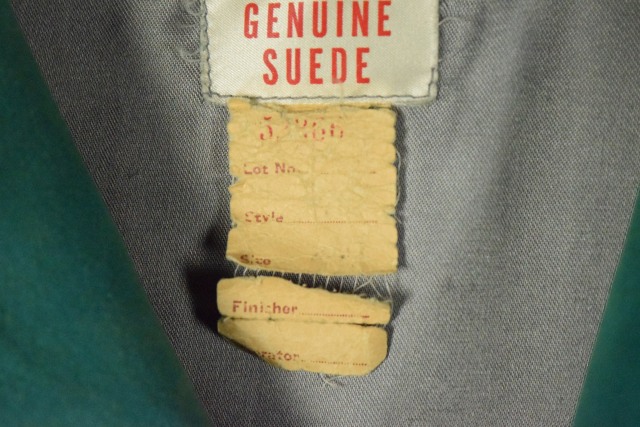 GENUINE
SUEDE
Lot No.
Style
Size
Finisher